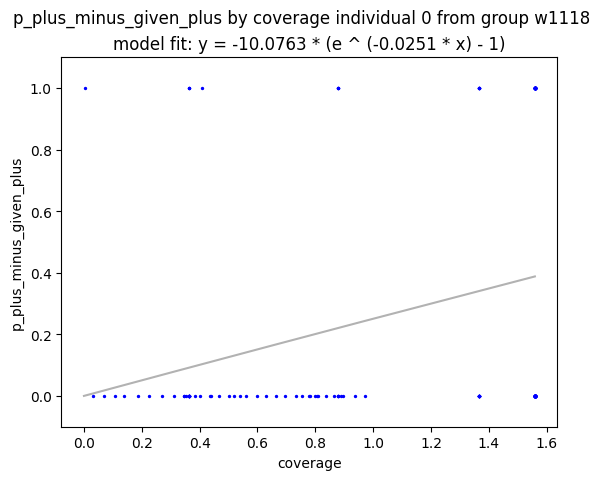 p_plus_minus_given_plus by coverage individual 0 from group w1118
model fit: y = -10.0763 * (e ^ (-0.0251 * x) - 1)
1.0
0.8
0.6
0.4
0.2
0.0
p_plus_minus_given_plus
0.0 0.2 0.4 0.6 0.8 1.0 1.2 1.4 1.6
coverage